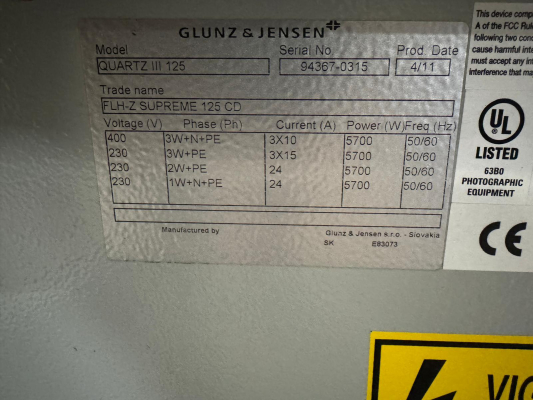 GLUNZ & JENSEN
Model Serial No. Prod. Date
QUARTZ III 125 94367-0315 4/11
Trade name
FLH-Z SUPREME 125 CD
Voltage (V) Phase (Ph) Current (A) Power (W) Freq (Hz)
400 3W+N+PE 3X10 5700 50/60
230 3W+PE 3X15 5700 50/60
230 2W+PE 24 5700 50/60
230 1W+N+PE 24 5700 50/60
Manufactured by Glunz & Jensen s.r.o. - Slovakia
SK E83073
This device comp
A of the FCC Rule
following two cond
cause harmful inte
must accept any int
interference that ma
UL
LISTED
63B0
PHOTOGRAPHIC
EQUIPMENT
CE
VIG